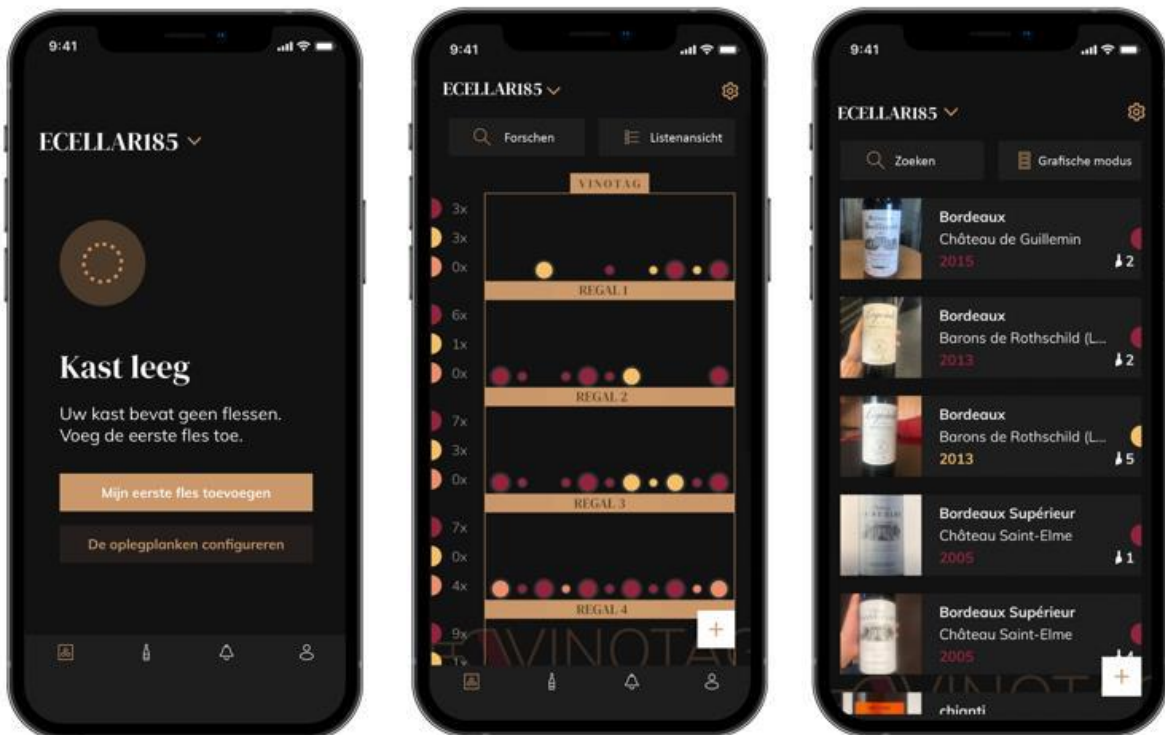 9:41
ECELLAR185
Kast leeg
Uw kast bevat geen flessen.
Voeg de eerste fles toe.
Mijn eerste fles toevoegen
De oplegplanken configureren
9:41
ECELLAR185
Forschen
Listenansicht
VINOTAG
3x
3x
0x
REGAL 1
6x
1x
0x
REGAL 2
7x
3x
0x
REGAL 3
7x
0x
4x
REGAL 4
9x
1x
+
VINOTAG
9:41
ECELLAR185
Zoeken
Grafische modus
Bordeaux
Château de Guillemin
2015
2
Bordeaux
Barons de Rothschild (L...
2013
2
Bordeaux
Barons de Rothschild (L...
2013
5
Bordeaux Supérieur
Château Saint-Elme
2005
1
Bordeaux Supérieur
Château Saint-Elme
2005
+
chianti